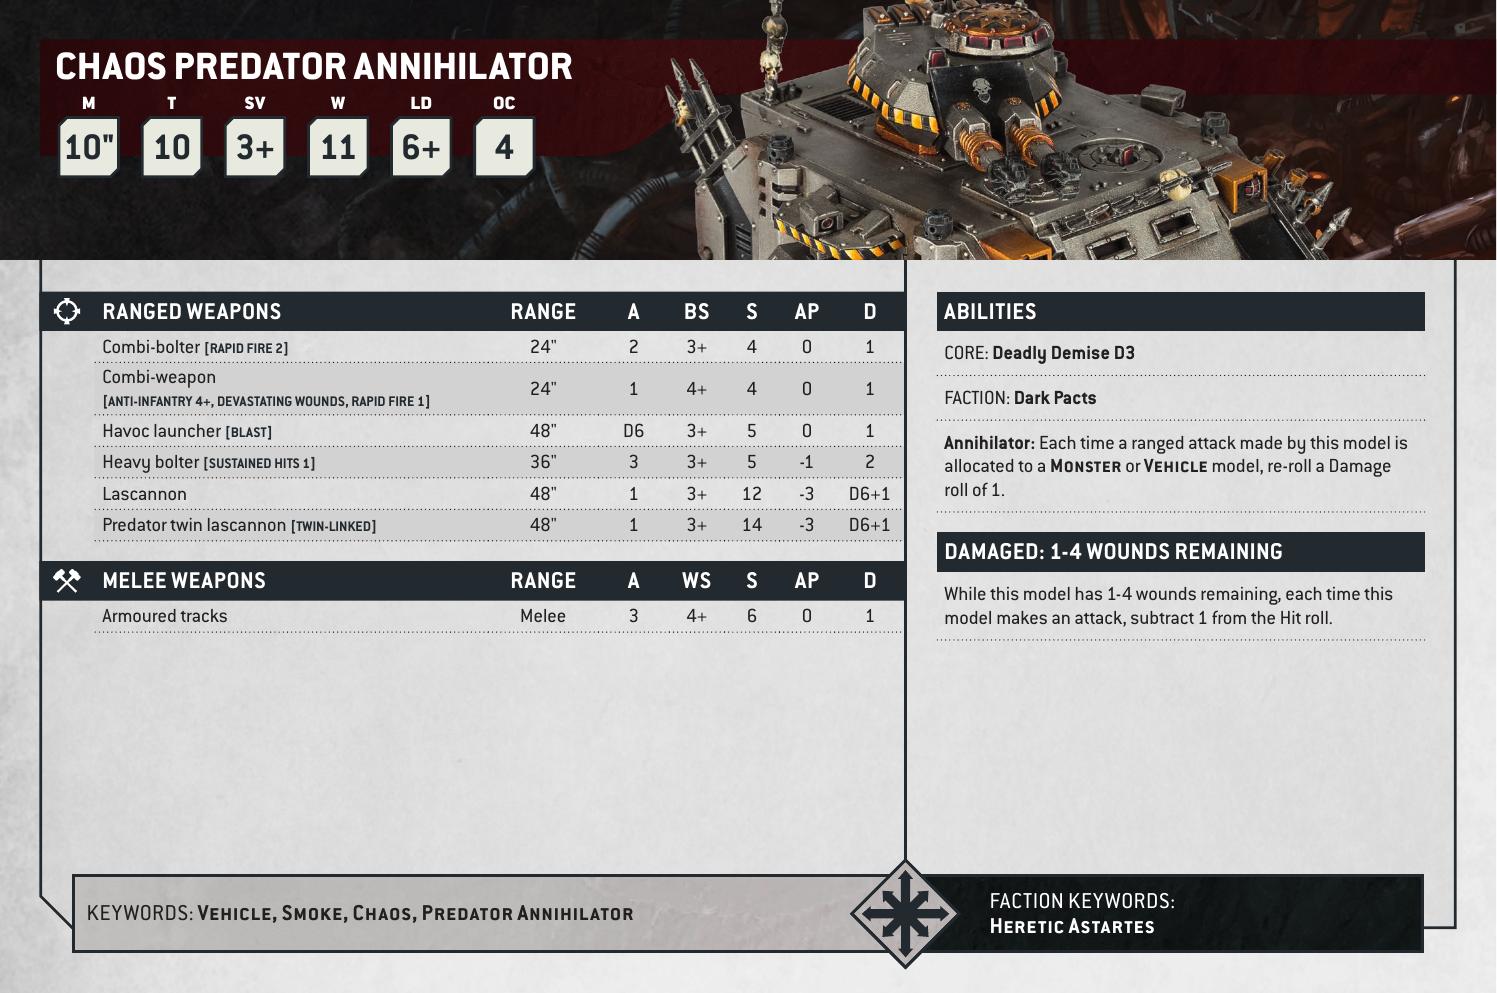 CHAOS PREDATOR ANNIHILATOR
M T SV W LD OC
10" 10 3+ 11 6+ 4
RANGED WEAPONS RANGE A BS S AP D
Combi-bolter [RAPID FIRE 2] 24" 2 3+ 4 0 1
Combi-weapon
[ANTI-INFANTRY 4+, DEVASTATING WOUNDS, RAPID FIRE 1] 24" 1 4+ 4 0 1
Havoc launcher [BLAST] 48" D6 3+ 5 0 1
Heavy bolter [SUSTAINED HITS 1] 36" 3 3+ 5 -1 2
Lascannon 48" 1 3+ 12 -3 D6+1
Predator twin lascannon [TWIN-LINKED] 48" 1 3+ 14 -3 D6+1
MELEE WEAPONS RANGE A WS S AP D
Armoured tracks Melee 3 4+ 6 0 1
ABILITIES
CORE: Deadly Demise D3
FACTION: Dark Pacts
Annihilator: Each time a ranged attack made by this model is
allocated to a MONSTER or VEHICLE model, re-roll a Damage
roll of 1.
DAMAGED: 1-4 WOUNDS REMAINING
While this model has 1-4 wounds remaining, each time this
model makes an attack, subtract 1 from the Hit roll.
KEYWORDS: VEHICLE, SMOKE, CHAOS, PREDATOR ANNIHILATOR
FACTION KEYWORDS:
HERETIC ASTARTES